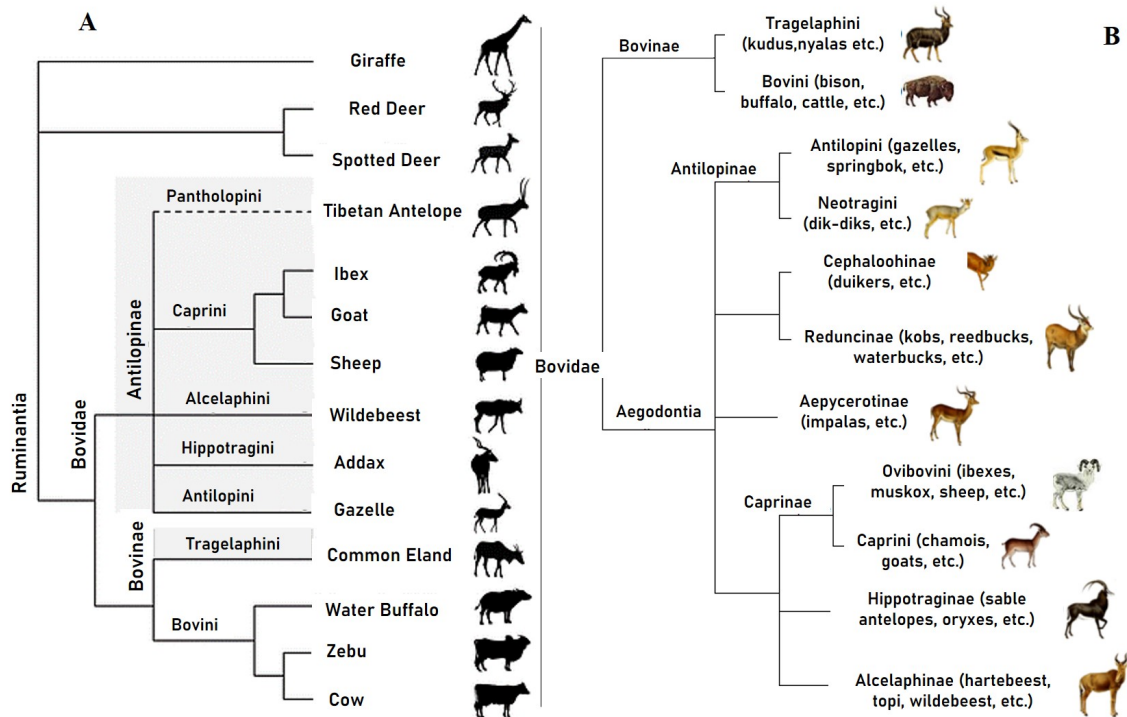 A
Ruminantia
Bovidae
Antilopinae
Bovinae
Giraffe
Red Deer
Spotted Deer
Pantholopini
Tibetan Antelope
Ibex
Caprini
Goat
Sheep
Alcelaphini
Wildebeest
Hippotragini
Addax
Antilopini
Gazelle
Tragelaphini
Common Eland
Water Buffalo
Bovini
Zebu
Cow
B
Bovidae
Bovinae
Tragelaphini
(kudus,nyalas etc.)
Bovini (bison,
buffalo, cattle, etc.)
Aegodontia
Antilopinae
Antilopini (gazelles,
springbok, etc.)
Neotragini
(dik-diks, etc.)
Cephaloohinae
(duikers, etc.)
Reduncinae (kobs, reedbucks,
waterbucks, etc.)
Aepycerotinae
(impalas, etc.)
Caprinae
Ovibovini (ibexes,
muskox, sheep, etc.)
Caprini (chamois,
goats, etc.)
Hippotraginae (sable
antelopes, oryxes, etc.)
Alcelaphinae (hartebeest,
topi, wildebeest, etc.)